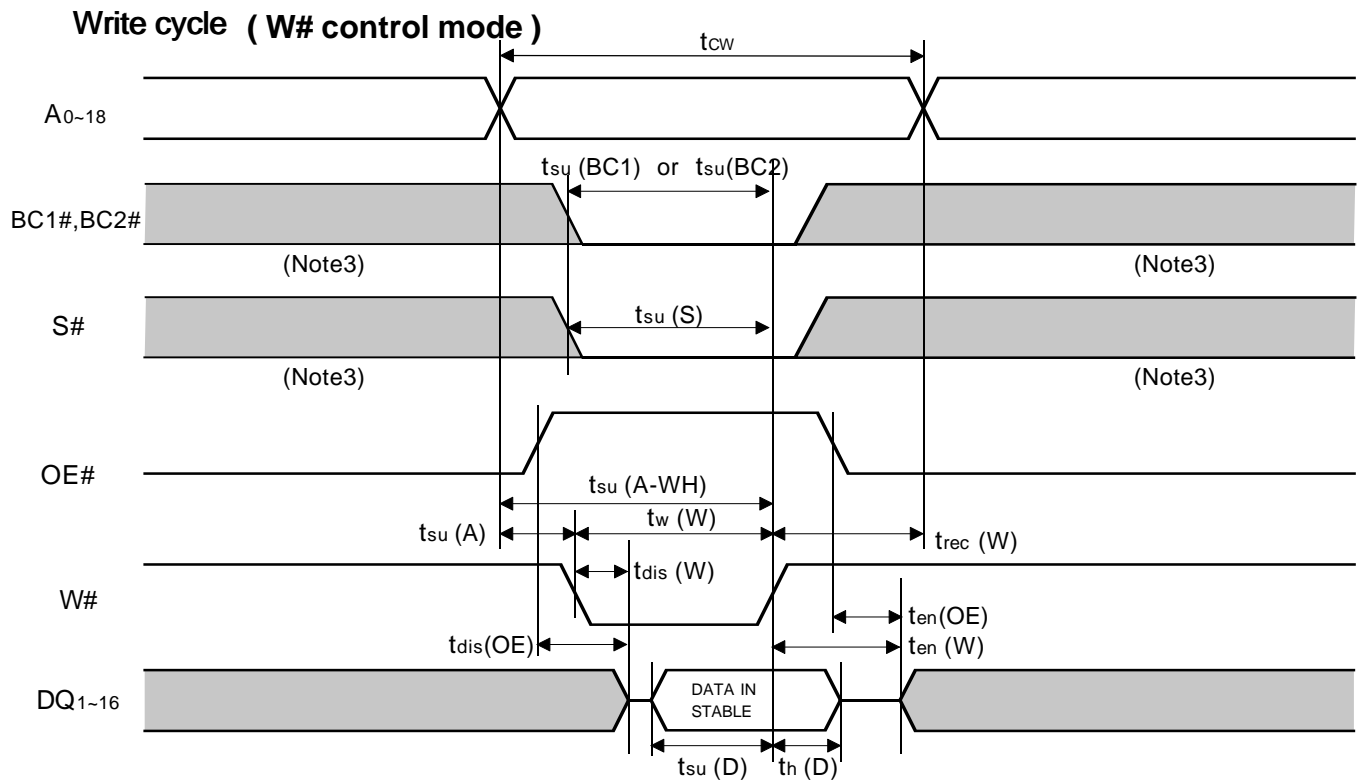 Write cycle ( W# control mode )
tCW
A0~18
tsu (BC1) or tsu(BC2)
BC1#,BC2#
(Note3) (Note3)
S#
tsu (S)
(Note3) (Note3)
OE#
tsu (A-WH)
tsu (A) tw (W) trec (W)
W#
tdis (W)
ten(OE)
tdis(OE) ten (W)
DQ1~16
DATA IN
STABLE
tsu (D) th (D)